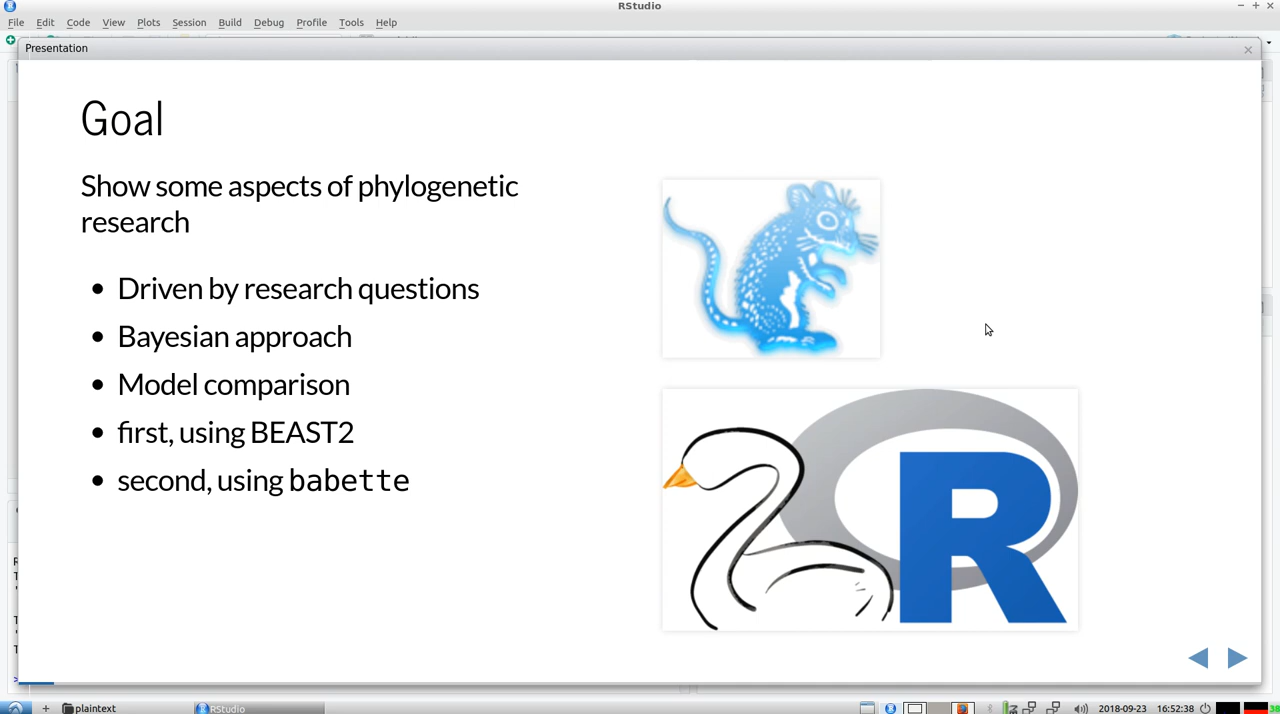 RStudio
File Edit Code View Plots Session Build Debug Profile Tools Help
Presentation
Goal
Show some aspects of phylogenetic
research
Driven by research questions
Bayesian approach
Model comparison
first, using BEAST2
second, using babette
R
plaintext
RStudio
2018-09-23 16:52:38
38